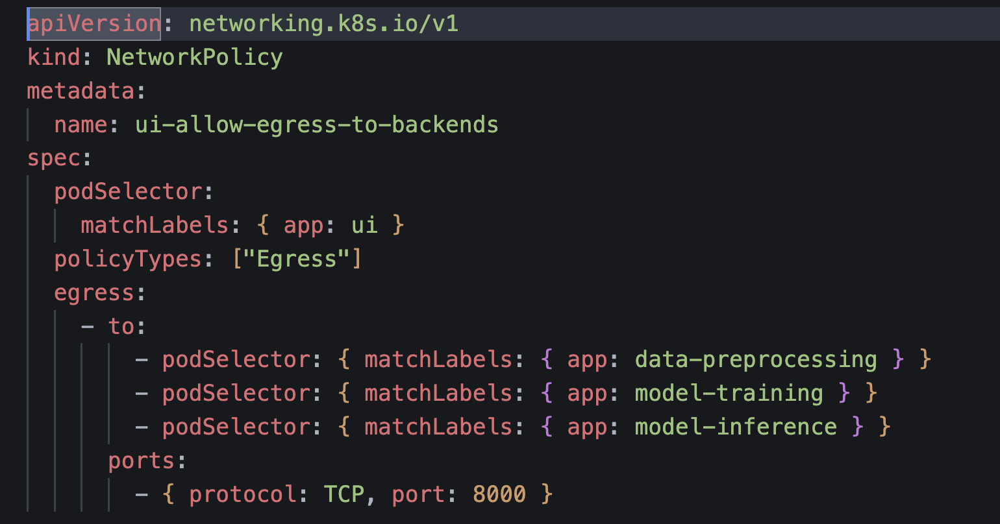 apiVersion: networking.k8s.io/v1
kind: NetworkPolicy
metadata:
  name: ui-allow-egress-to-backends
spec:
  podSelector:
    matchLabels: { app: ui }
  policyTypes: ["Egress"]
  egress:
    - to:
        - podSelector: { matchLabels: { app: data-preprocessing } }
        - podSelector: { matchLabels: { app: model-training } }
        - podSelector: { matchLabels: { app: model-inference } }
      ports:
        - { protocol: TCP, port: 8000 }